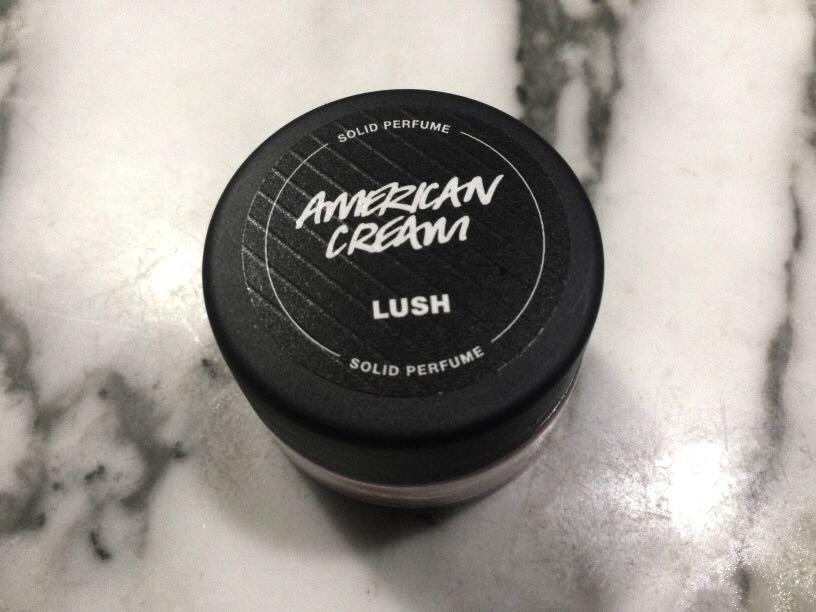 SOLID PERFUME
AMERICAN
CREAM
LUSH
SOLID PERFUME